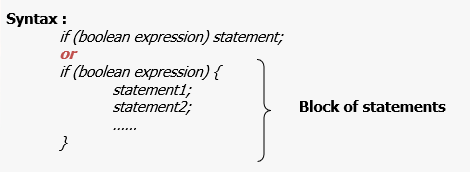 Syntax :
if (boolean expression) statement;
or
if (boolean expression) {
statement1;
statement2;
......
}
Block of statements